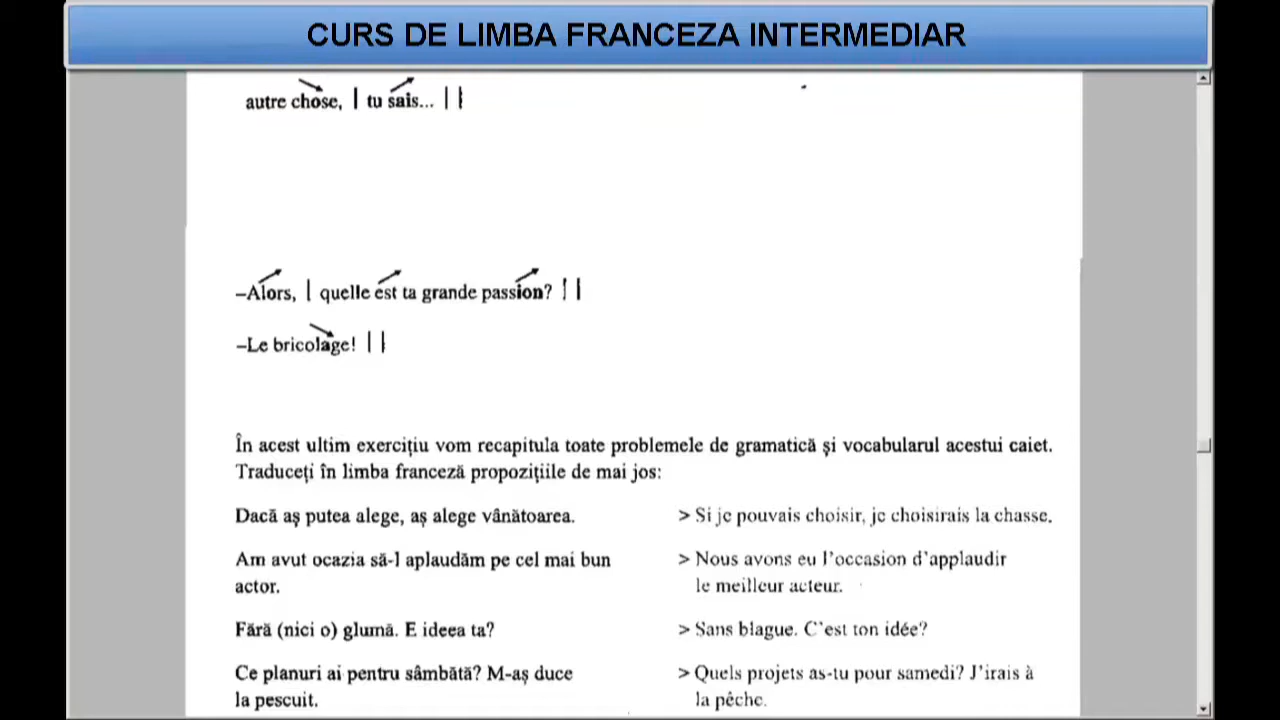 CURS DE LIMBA FRANCEZA INTERMEDIAR
autre chose, | tu sais... | |
–Alors, | quelle est ta grande passion? | |
–Le bricolage! | |
În acest ultim exercițiu vom recapitula toate problemele de gramatică și vocabularul acestui caiet.
Traduceți în limba franceză propozițiile de mai jos:
Dacă aș putea alege, aș alege vânătoarea.
> Si je pouvais choisir, je choisirais la chasse.
Am avut ocazia să-l aplaudăm pe cel mai bun
actor.
> Nous avons eu l'occasion d'applaudir
le meilleur acteur.
Fără (nici o) glumă. E ideea ta?
> Sans blague. C'est ton idée?
Ce planuri ai pentru sâmbătă? M-aș duce
la pescuit.
> Quels projets as-tu pour samedi? J'irais à
la pêche.